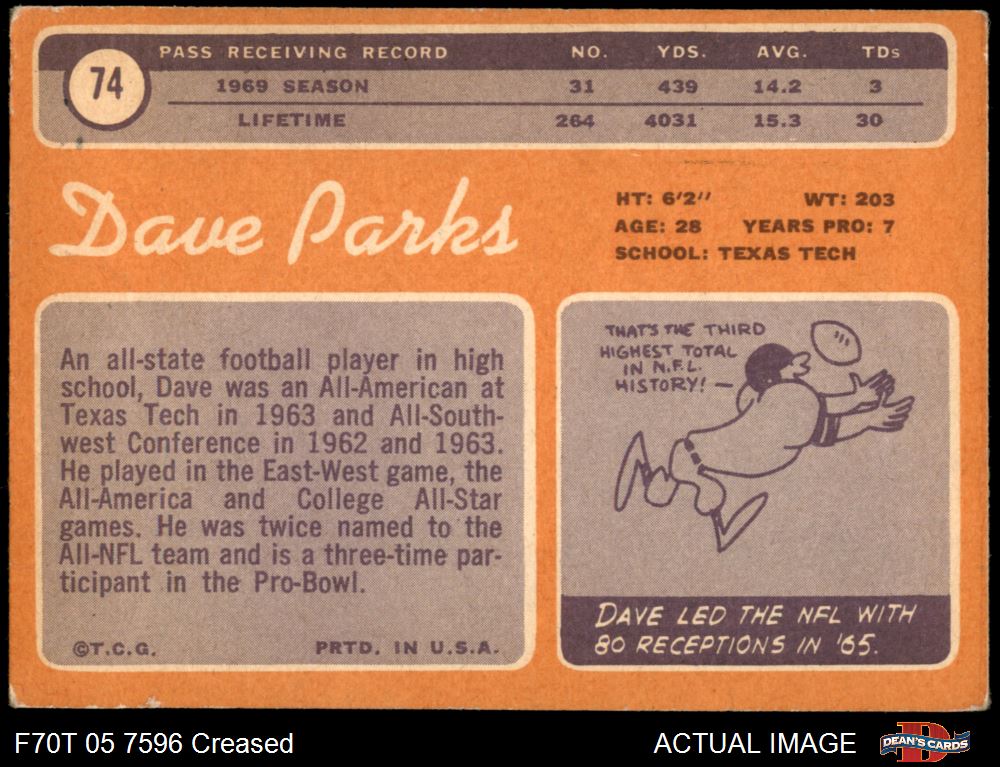 74
PASS RECEIVING RECORD NO. YDS. AVG. TDs
1969 SEASON 31 439 14.2 3
LIFETIME 264 4031 15.3 30
Dave Parks
HT: 6'2" WT: 203
AGE: 28 YEARS PRO: 7
SCHOOL: TEXAS TECH
An all-state football player in high
school, Dave was an All-American at
Texas Tech in 1963 and All-South-
west Conference in 1962 and 1963.
He played in the East-West game, the
All-America and College All-Star
games. He was twice named to the
All-NFL team and is a three-time par-
ticipant in the Pro-Bowl.
©T.C.G. PRTD. IN U.S.A.
THAT'S THE THIRD
HIGHEST TOTAL
IN N.F.L.
HISTORY! —
DAVE LED THE NFL WITH
80 RECEPTIONS IN '65.
F70T 05 7596 Creased ACTUAL IMAGE
D
DEAN'S CARDS